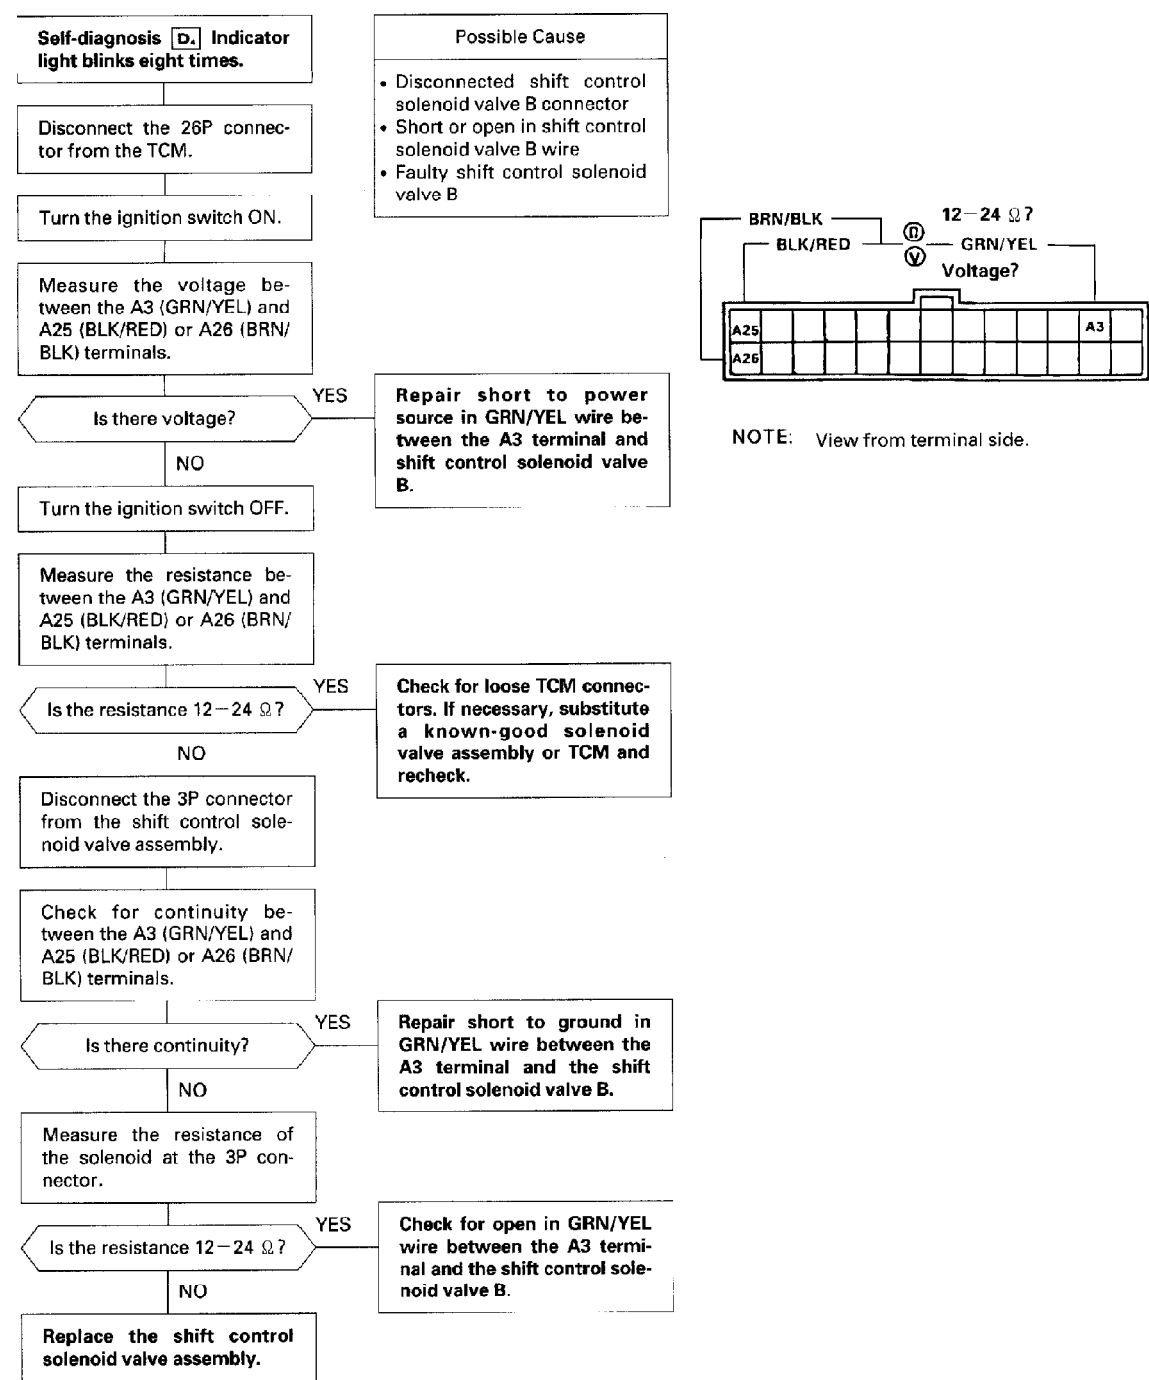 Self-diagnosis D4 Indicator
light blinks eight times.
Possible Cause
• Disconnected shift control
solenoid valve B connector
• Short or open in shift control
solenoid valve B wire
• Faulty shift control solenoid
valve B
Disconnect the 26P connec-
tor from the TCM.
Turn the ignition switch ON.
Measure the voltage be-
tween the A3 (GRN/YEL) and
A25 (BLK/RED) or A26 (BRN/
BLK) terminals.
BRN/BLK
12-24 Ω?
BLK/RED
Ω
GRN/YEL
V
Voltage?
A25
A3
A26
NOTE: View from terminal side.
Is there voltage?
YES
Repair short to power
source in GRN/YEL wire be-
tween the A3 terminal and
shift control solenoid valve
B.
NO
Turn the ignition switch OFF.
Measure the resistance be-
tween the A3 (GRN/YEL) and
A25 (BLK/RED) or A26 (BRN/
BLK) terminals.
Is the resistance 12-24 Ω?
YES
Check for loose TCM connec-
tors. If necessary, substitute
a known-good solenoid
valve assembly or TCM and
recheck.
NO
Disconnect the 3P connector
from the shift control sole-
noid valve assembly.
Check for continuity be-
tween the A3 (GRN/YEL) and
A25 (BLK/RED) or A26 (BRN/
BLK) terminals.
Is there continuity?
YES
Repair short to ground in
GRN/YEL wire between the
A3 terminal and the shift
control solenoid valve B.
NO
Measure the resistance of
the solenoid at the 3P con-
nector.
Is the resistance 12-24 Ω?
YES
Check for open in GRN/YEL
wire between the A3 termi-
nal and the shift control sole-
noid valve B.
NO
Replace the shift control
solenoid valve assembly.